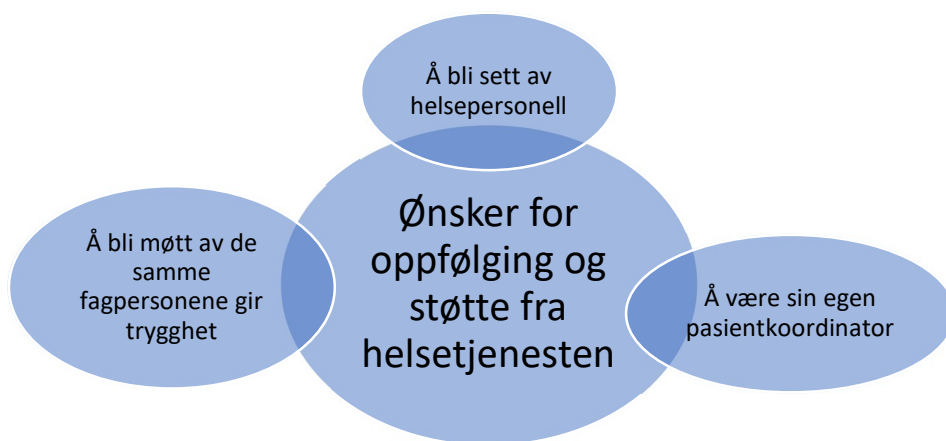 Å bli sett av
helsepersonell
Ønsker for
oppfølging og
støtte fra
helsetjenesten
Å bli møtt av de
samme
fagpersonene gir
trygghet
Å være sin egen
pasientkoordinator